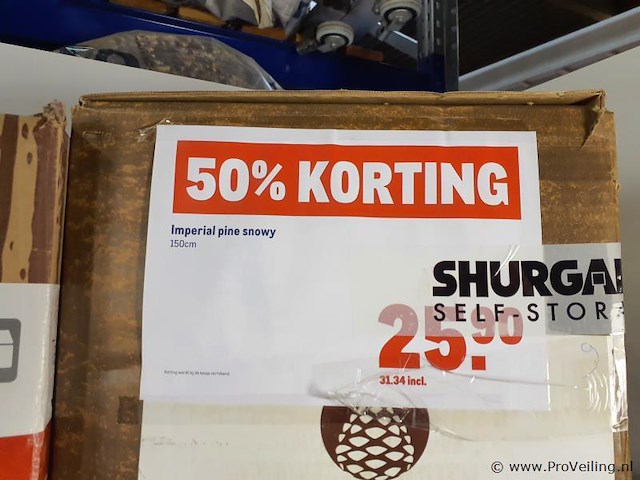 50% KORTING
Imperial pine snowy
150cm
SHURGA
SELF-STOR
25.90
31.34 incl.
© www.ProVeiling.nl